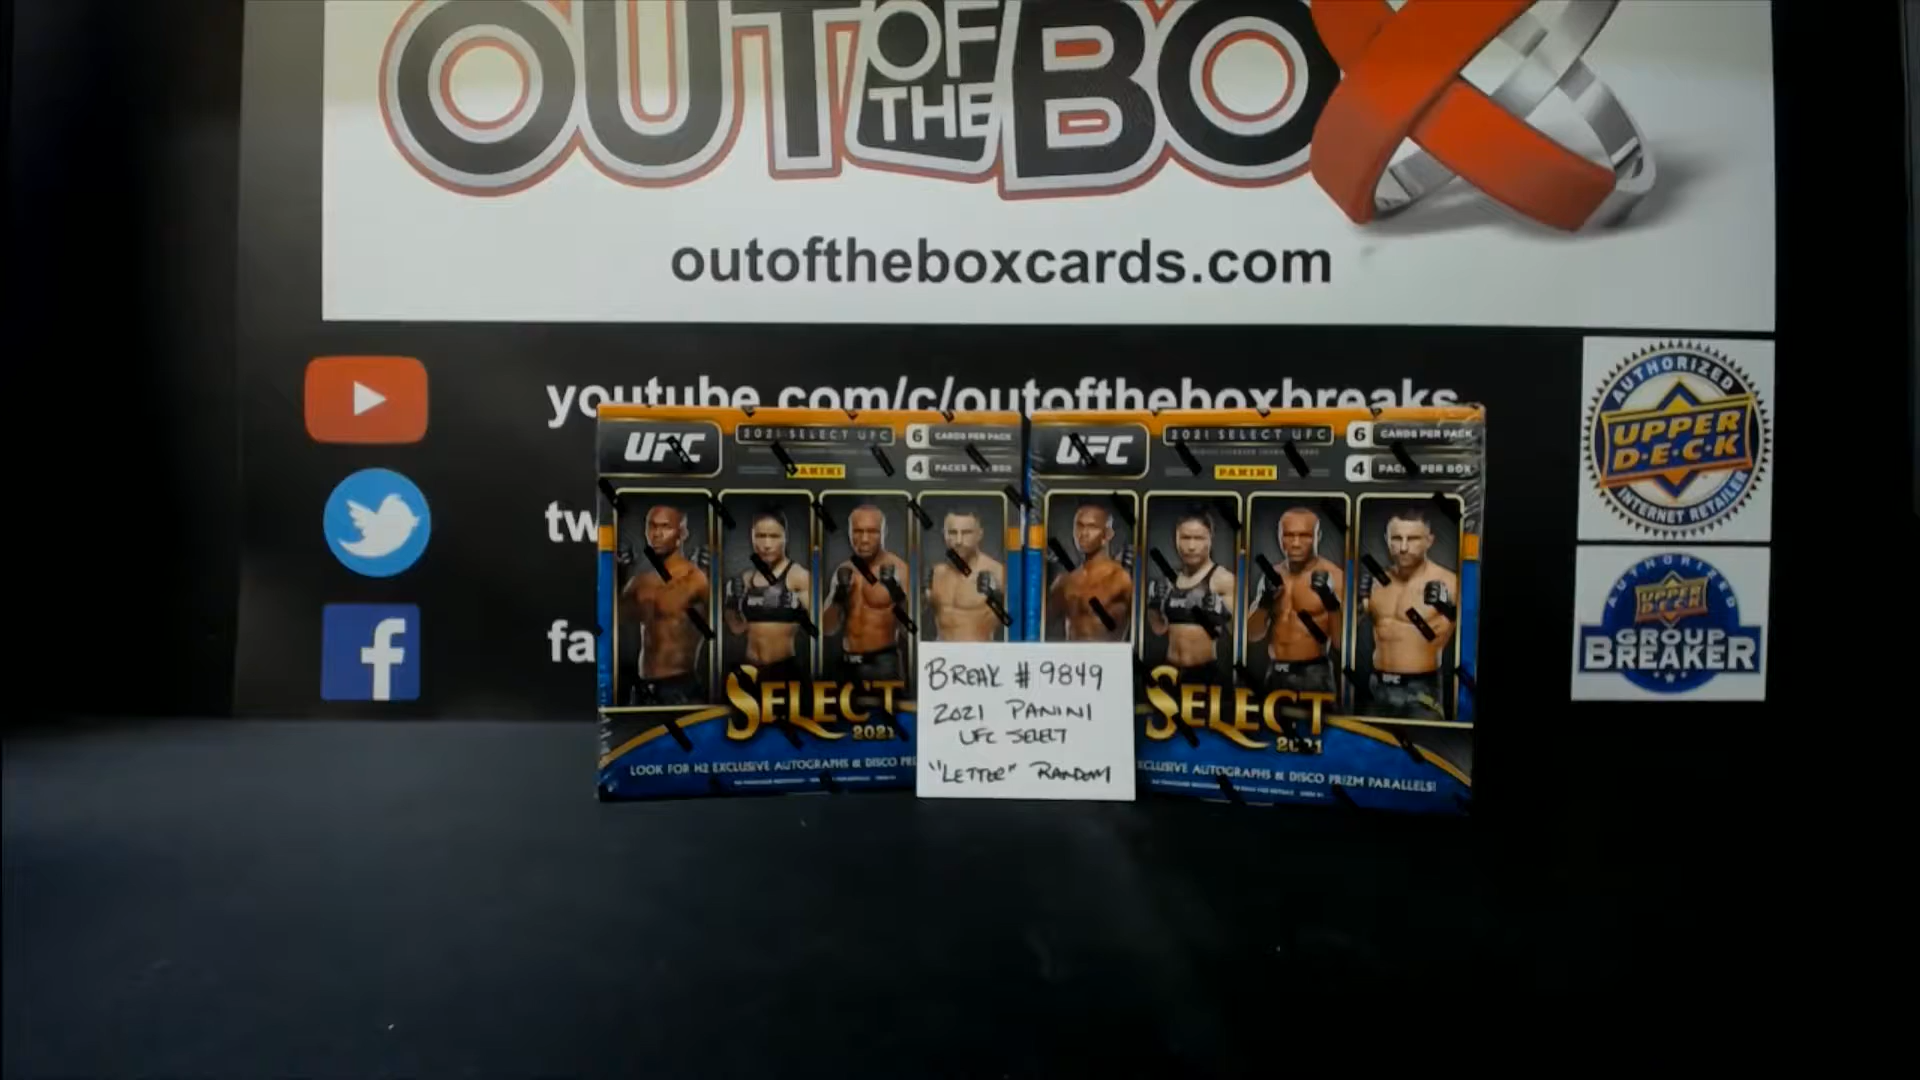 OUT OF THE BOX
outoftheboxcards.com
youtube.com/c/outoftheboxbreaks
tw
fa
AUTHORIZED
UPPER
D·E·C·K
INTERNET RETAILER
AUTHORIZED
UPPER
DECK
GROUP
BREAKER
UFC
2021 SELECT UFC
6 CARDS PER PACK
PANINI
4 PACKS PER BOX
SELECT
2021
LOOK FOR H2 EXCLUSIVE AUTOGRAPHS & DISCO PRI
UFC
2021 SELECT UFC
6 CARDS PER PACK
PANINI
4 PACKS PER BOX
SELECT
2021
EXCLUSIVE AUTOGRAPHS & DISCO PRIZM PARALLELS!
BREAK # 9849
2021 PANINI
UFC SELECT
"LETTER" RANDOM